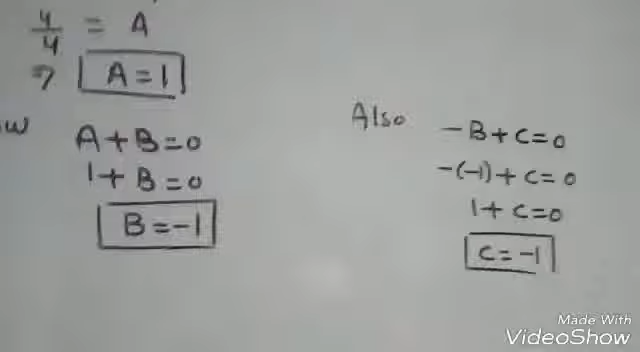 4/4 = A
⇒ A = 1
A + B = 0
1 + B = 0
B = -1
Also -B + C = 0
-(-1) + C = 0
1 + C = 0
C = -1
Made With
VideoShow